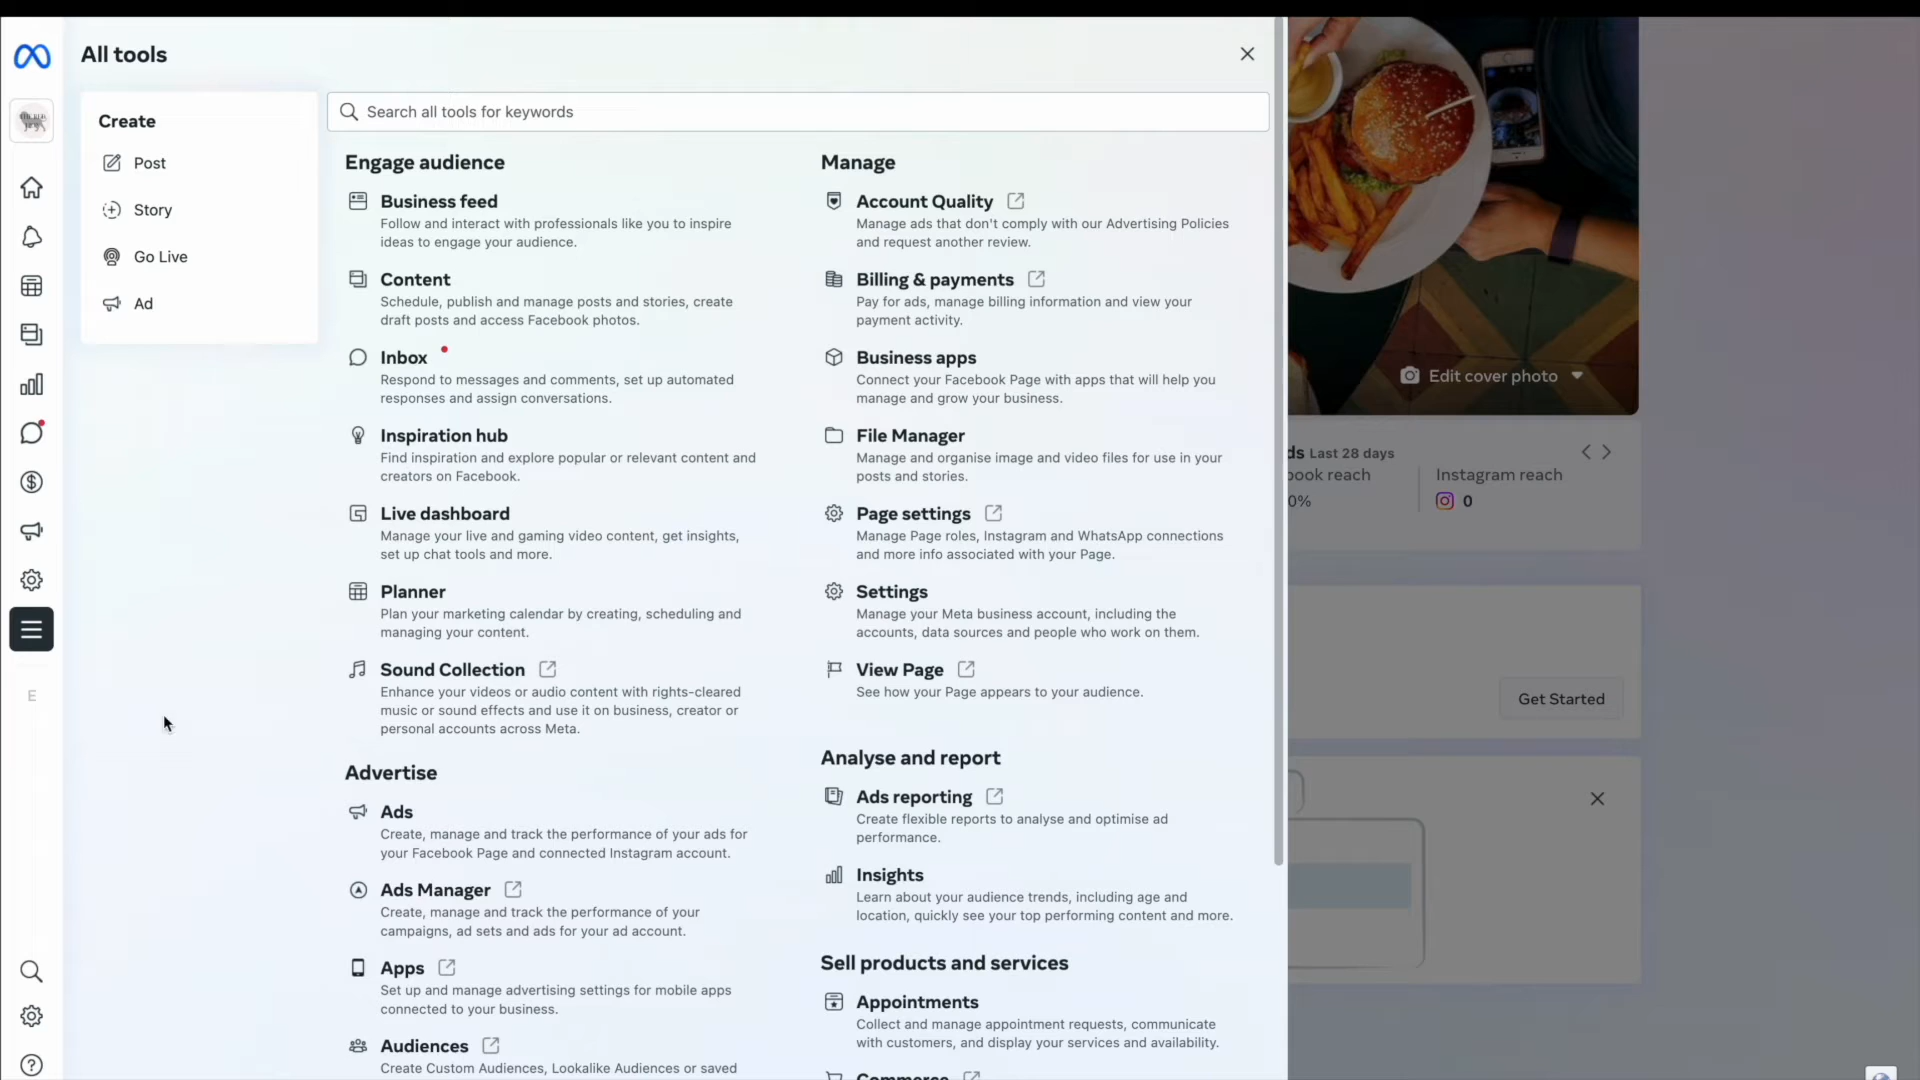 All tools
Create
Post
Story
Go Live
Ad
Search all tools for keywords
Engage audience
Business feed
Follow and interact with professionals like you to inspire
ideas to engage your audience.
Content
Schedule, publish and manage posts and stories, create
draft posts and access Facebook photos.
Inbox
Respond to messages and comments, set up automated
responses and assign conversations.
Inspiration hub
Find inspiration and explore popular or relevant content and
creators on Facebook.
Live dashboard
Manage your live and gaming video content, get insights,
set up chat tools and more.
Planner
Plan your marketing calendar by creating, scheduling and
managing your content.
Sound Collection
Enhance your videos or audio content with rights-cleared
music or sound effects and use it on business, creator or
personal accounts across Meta.
Advertise
Ads
Create, manage and track the performance of your ads for
your Facebook Page and connected Instagram account.
Ads Manager
Create, manage and track the performance of your
campaigns, ad sets and ads for your ad account.
Apps
Set up and manage advertising settings for mobile apps
connected to your business.
Audiences
Create Custom Audiences, Lookalike Audiences or saved
Manage
Account Quality
Manage ads that don't comply with our Advertising Policies
and request another review.
Billing & payments
Pay for ads, manage billing information and view your
payment activity.
Business apps
Connect your Facebook Page with apps that will help you
manage and grow your business.
File Manager
Manage and organise image and video files for use in your
posts and stories.
Page settings
Manage Page roles, Instagram and WhatsApp connections
and more info associated with your Page.
Settings
Manage your Meta business account, including the
accounts, data sources and people who work on them.
View Page
See how your Page appears to your audience.
Analyse and report
Ads reporting
Create flexible reports to analyse and optimise ad
performance.
Insights
Learn about your audience trends, including age and
location, quickly see your top performing content and more.
Sell products and services
Appointments
Collect and manage appointment requests, communicate
with customers, and display your services and availability.
Commerce
E
Edit cover photo
ds Last 28 days
book reach
0%
Instagram reach
0
Get Started